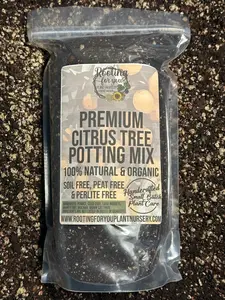 Rooting
for you
PREMIUM
CITRUS TREE
POTTING MIX
100% NATURAL & ORGANIC
SOIL FREE, PEAT FREE
& PERLITE FREE
Handcrafted
Small Batch
Plant Care
WWW.ROOTINGFORYOUPLANTNURSERY.COM